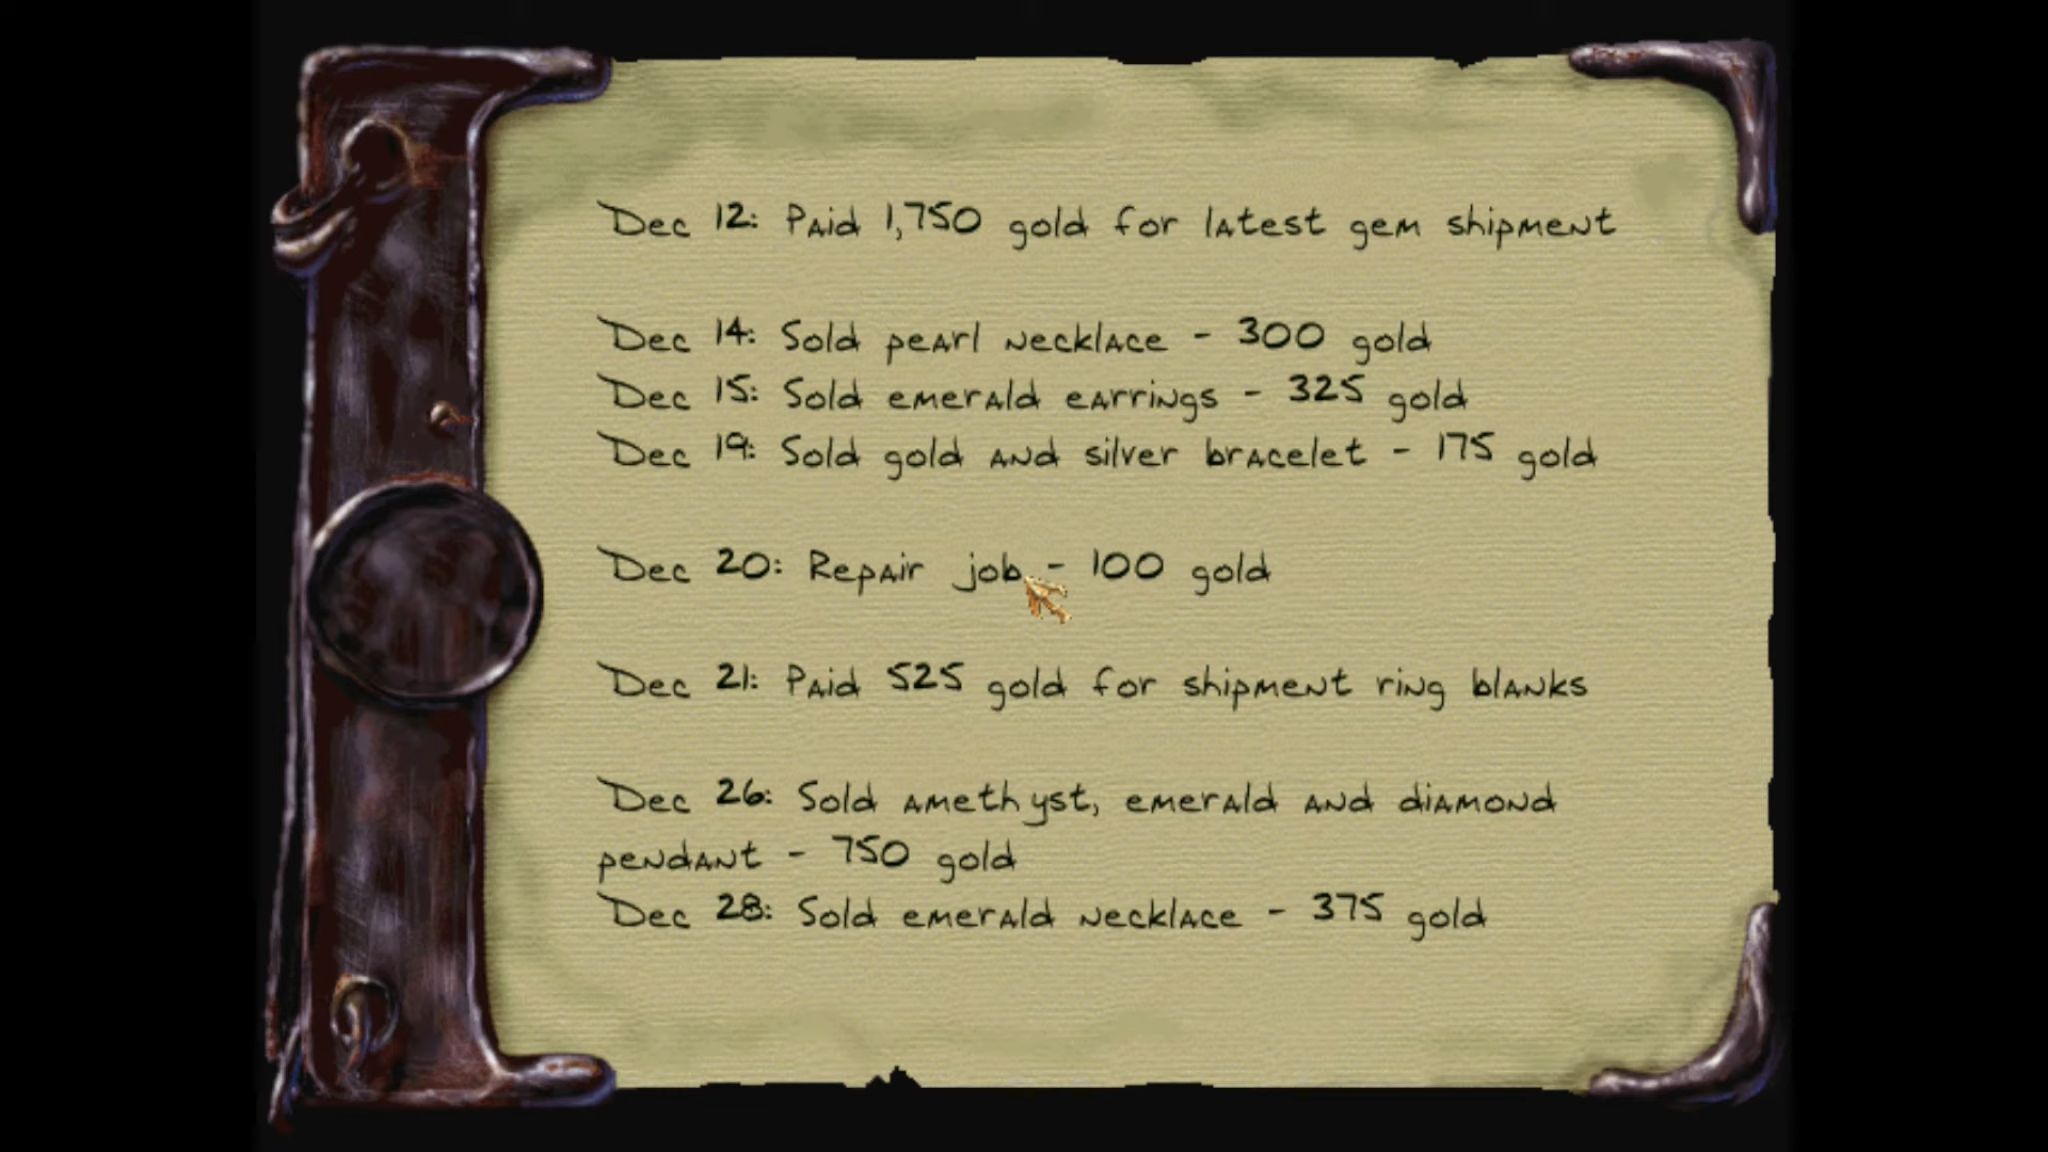 Dec 12: Paid 1,750 gold for latest gem shipment
Dec 14: Sold pearl necklace - 300 gold
Dec 15: Sold emerald earrings - 325 gold
Dec 19: Sold gold and silver bracelet - 175 gold
Dec 20: Repair job - 100 gold
Dec 21: Paid 525 gold for shipment ring blanks
Dec 26: Sold amethyst, emerald and diamond
pendant - 750 gold
Dec 28: Sold emerald necklace - 375 gold